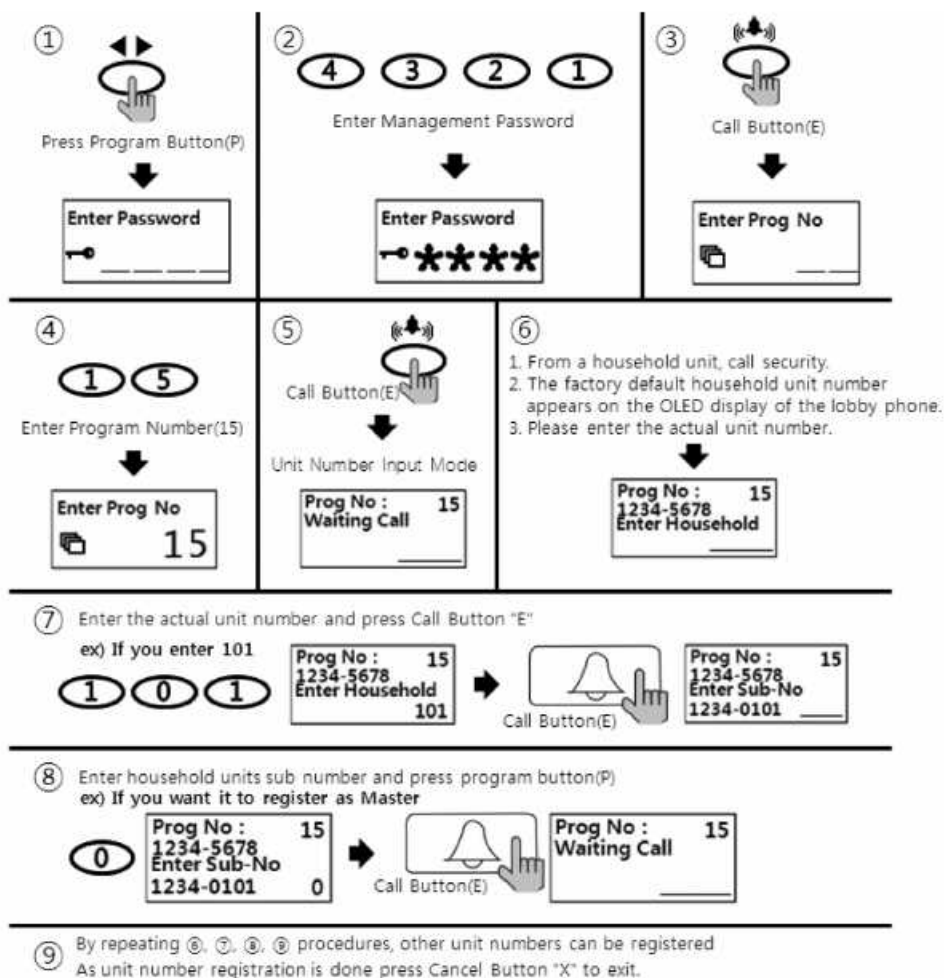 ①
Press Program Button(P)
Enter Password
②
4 3 2 1
Enter Management Password
Enter Password
****
③
Call Button(E)
Enter Prog No
④
1 5
Enter Program Number(15)
Enter Prog No
15
⑤
Call Button(E)
Unit Number Input Mode
Prog No : 15
Waiting Call
⑥
1. From a household unit, call security.
2. The factory default household unit number
appears on the OLED display of the lobby phone.
3. Please enter the actual unit number.
Prog No : 15
1234-5678
Enter Household
⑦ Enter the actual unit number and press Call Button "E"
ex) If you enter 101
1 0 1
Prog No : 15
1234-5678
Enter Household
101
Call Button(E)
Prog No : 15
1234-5678
Enter Sub-No
1234-0101
⑧ Enter household units sub number and press program button(P)
ex) If you want it to register as Master
0
Prog No : 15
1234-5678
Enter Sub-No
1234-0101 0
Call Button(E)
Prog No : 15
Waiting Call
⑨ By repeating ⑥, ⑦, ⑧, ⑨ procedures, other unit numbers can be registered
As unit number registration is done press Cancel Button "X" to exit.